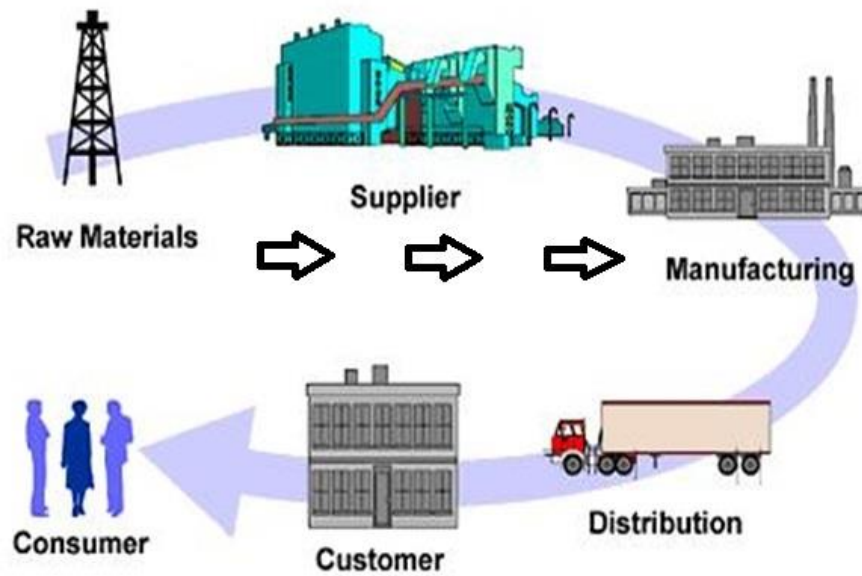 Raw Materials
Supplier
Manufacturing
Distribution
Customer
Consumer